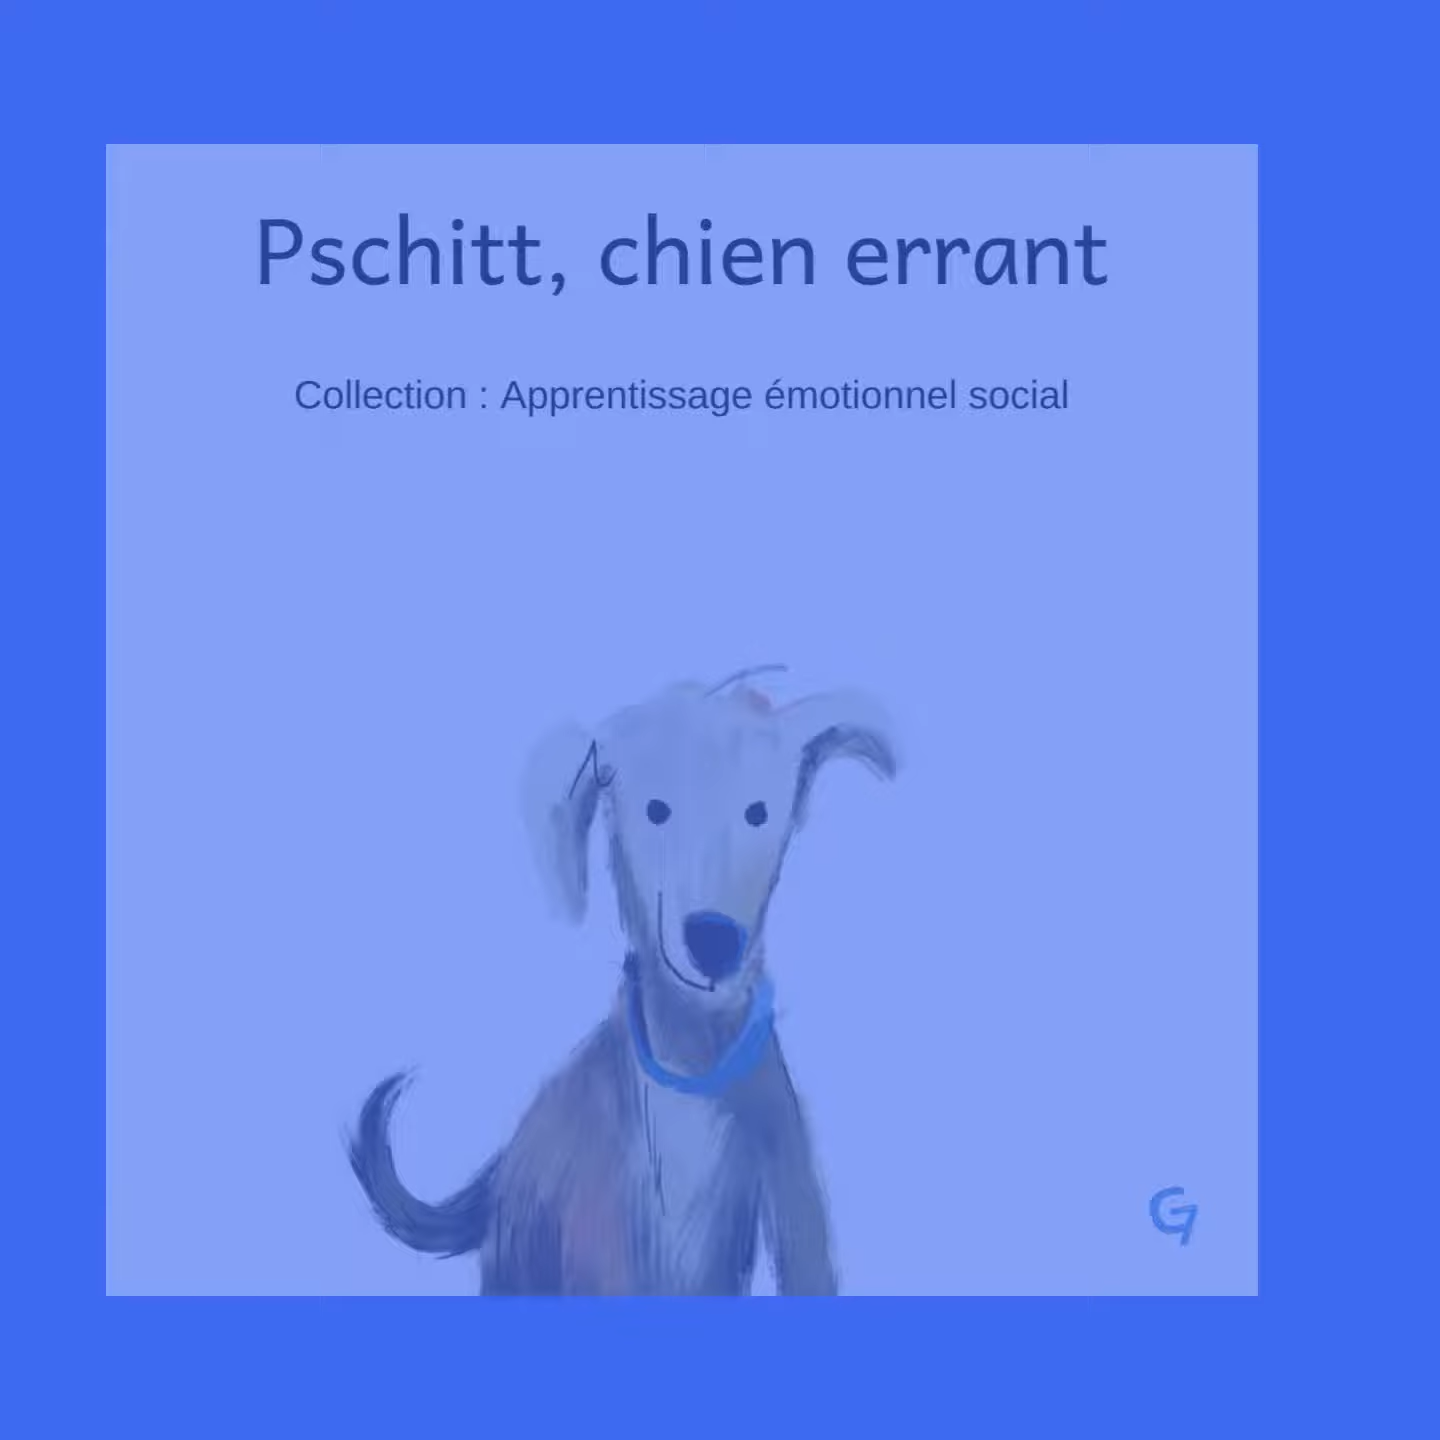 Pschitt, chien errant
Collection : Apprentissage émotionnel social